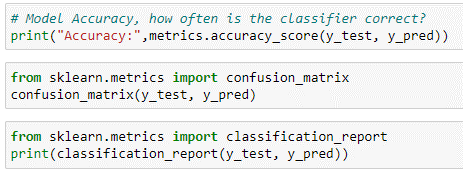 # Model Accuracy, how often is the classifier correct?
print("Accuracy:",metrics.accuracy_score(y_test, y_pred))
from sklearn.metrics import confusion_matrix
confusion_matrix(y_test, y_pred)
from sklearn.metrics import classification_report
print(classification_report(y_test, y_pred))